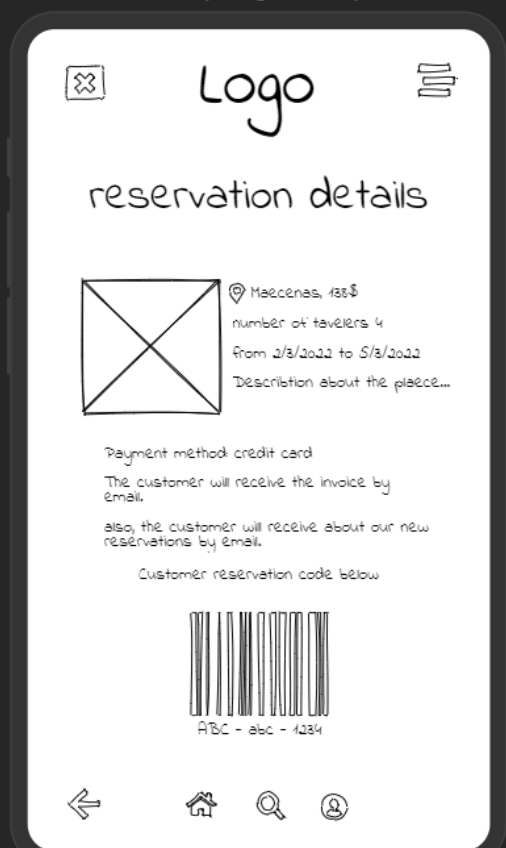 Logo
reservation details
Maecenas, 138$
number of tavelers 4
from 2/3/2022 to 5/3/2022
Describtion about the plaece...
Payment method: credit card
The customer will receive the invoice by
email.
also, the customer will receive about our new
reservations by email.
Customer reservation code below
ABC - abc - 1234